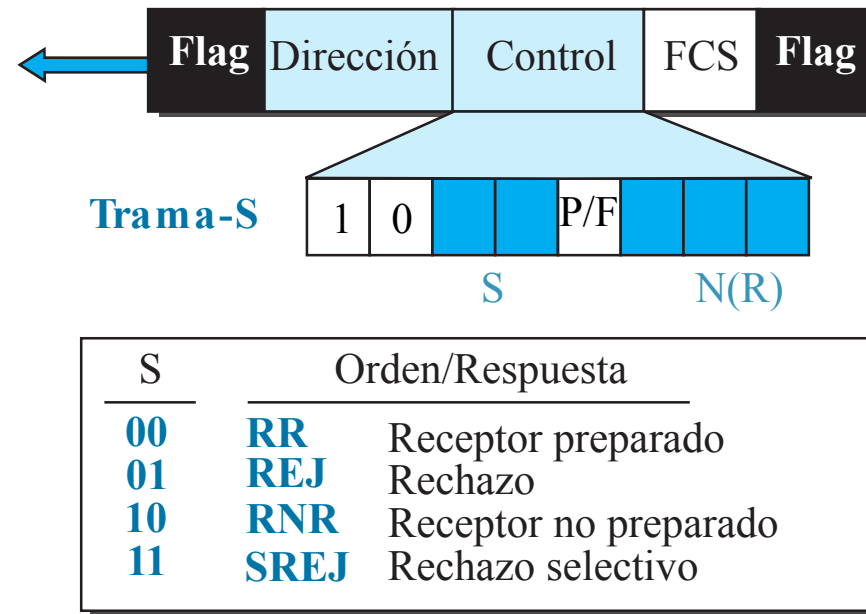 Flag Dirección Control FCS Flag
Trama-S 1 0 P/F
S N(R)
S Orden/Respuesta
00 RR Receptor preparado
01 REJ Rechazo
10 RNR Receptor no preparado
11 SREJ Rechazo selectivo